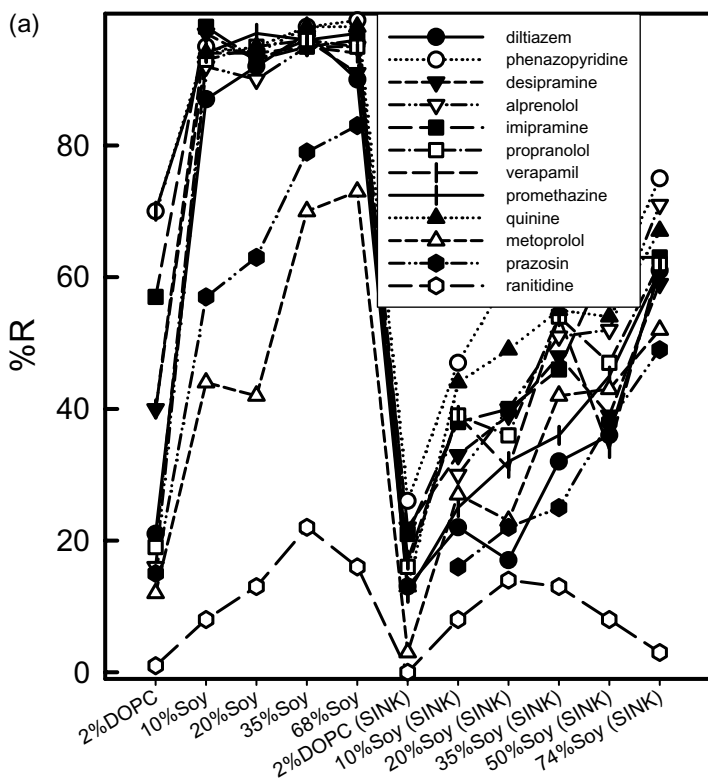 (a)
diltiazem
phenazopyridine
desipramine
alprenolol
imipramine
propranolol
verapamil
promethazine
quinine
metoprolol
prazosin
ranitidine
%R
80
60
40
20
0
2%DOPC
10%Soy
20%Soy
35%Soy
68%Soy
2%DOPC (SINK)
10%Soy (SINK)
20%Soy (SINK)
35%Soy (SINK)
50%Soy (SINK)
74%Soy (SINK)